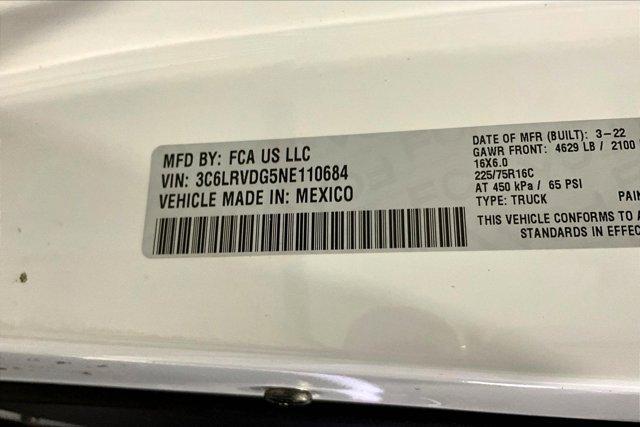 MFD BY: FCA US LLC
VIN: 3C6LRVDG5NE110684
VEHICLE MADE IN: MEXICO
DATE OF MFR (BUILT): 3-22
GAWR FRONT: 4629 LB / 2100
16X6.0
225/75R16C
AT 450 kPa / 65 PSI
TYPE: TRUCK PAIN
THIS VEHICLE CONFORMS TO A
STANDARDS IN EFFEC